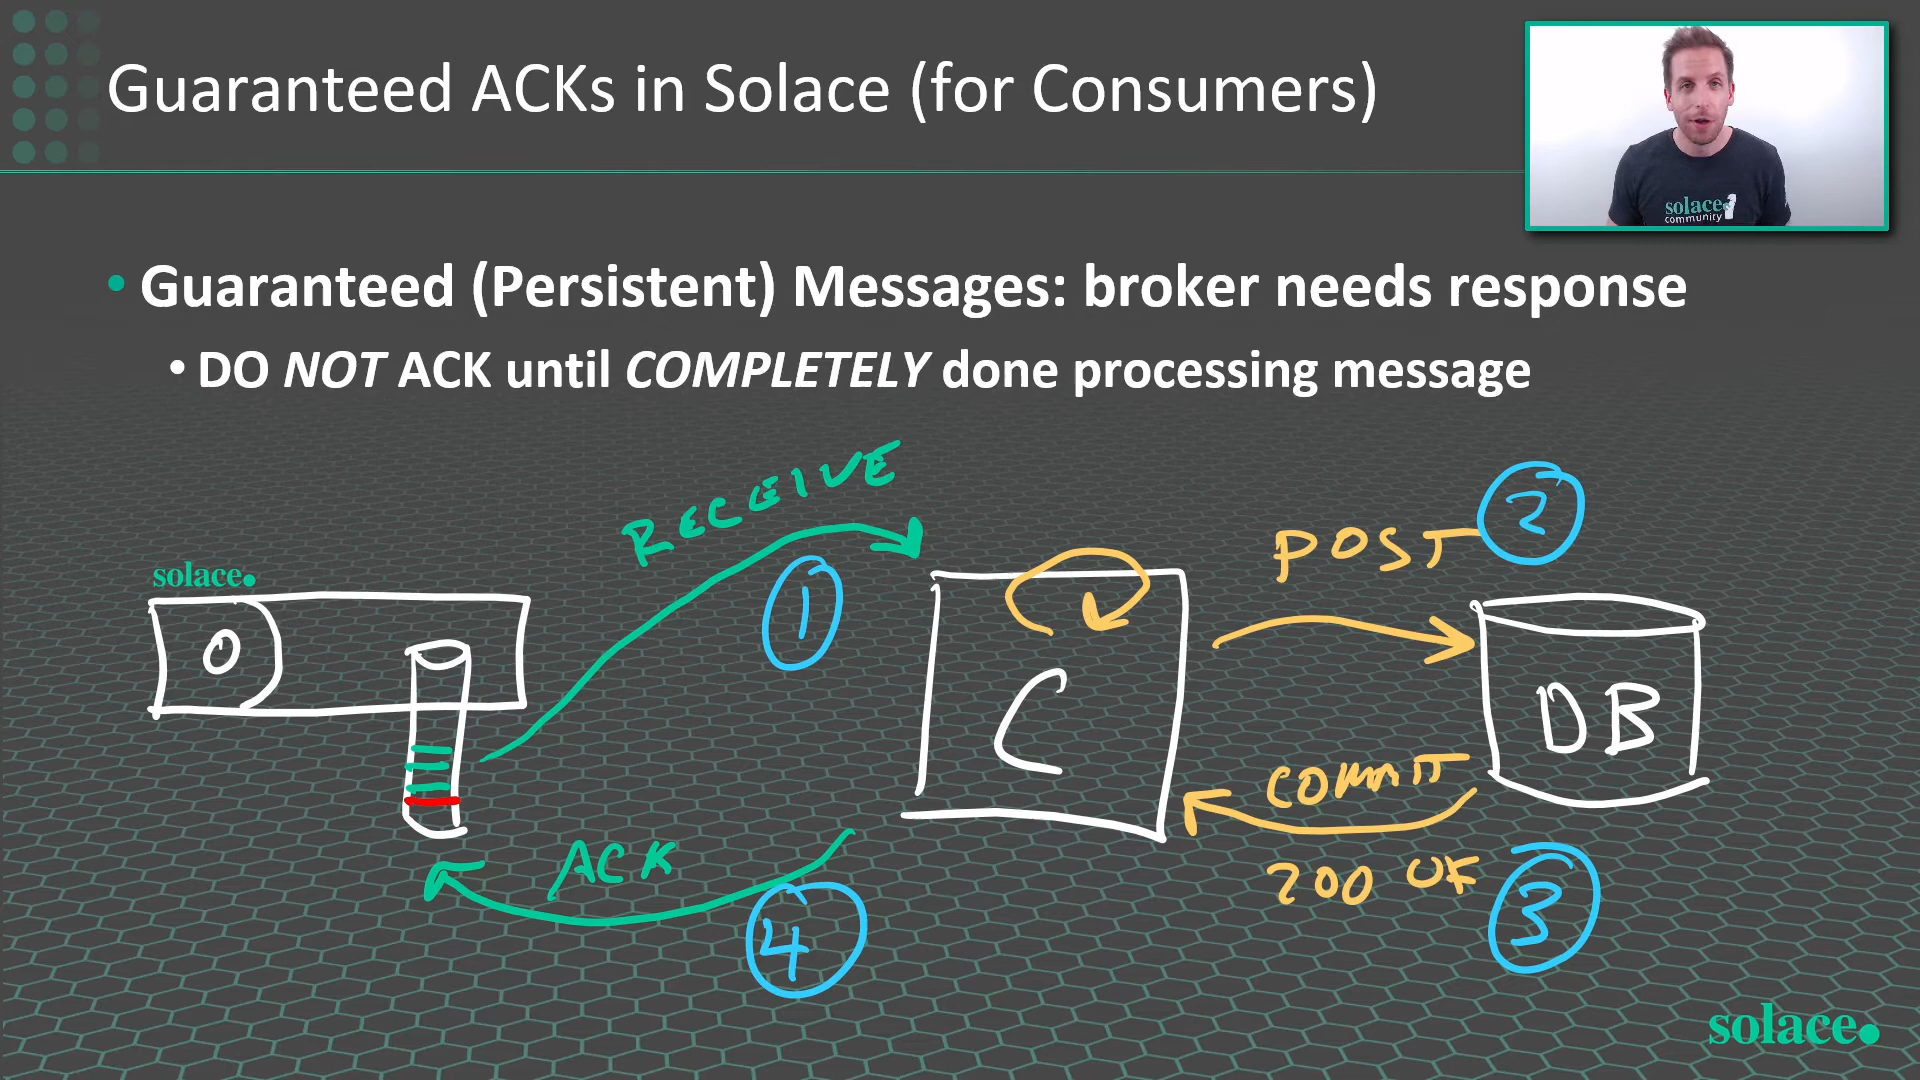 Guaranteed ACKs in Solace (for Consumers)
solace.
community
• Guaranteed (Persistent) Messages: broker needs response
• DO NOT ACK until COMPLETELY done processing message
RECEIVE
2
POST
solace.
1
O
C
DB
COMMIT
ACK
200 OK
3
4
solace.